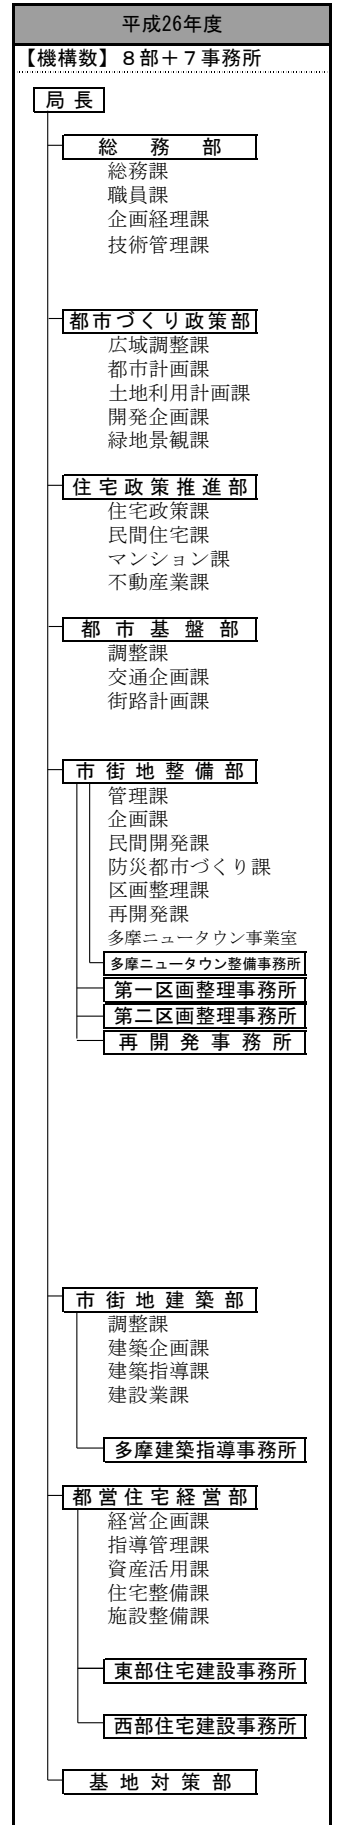 平成26年度
【機構数】８部＋７事務所
局長
総務部
総務課
職員課
企画経理課
技術管理課
都市づくり政策部
広域調整課
都市計画課
土地利用計画課
開発企画課
緑地景観課
住宅政策推進部
住宅政策課
民間住宅課
マンション課
不動産業課
都市基盤部
調整課
交通企画課
街路計画課
市街地整備部
管理課
企画課
民間開発課
防災都市づくり課
区画整理課
再開発課
多摩ニュータウン事業室
多摩ニュータウン整備事務所
第一区画整理事務所
第二区画整理事務所
再開発事務所
市街地建築部
調整課
建築企画課
建築指導課
建設業課
多摩建築指導事務所
都営住宅経営部
経営企画課
指導管理課
資産活用課
住宅整備課
施設整備課
東部住宅建設事務所
西部住宅建設事務所
基地対策部